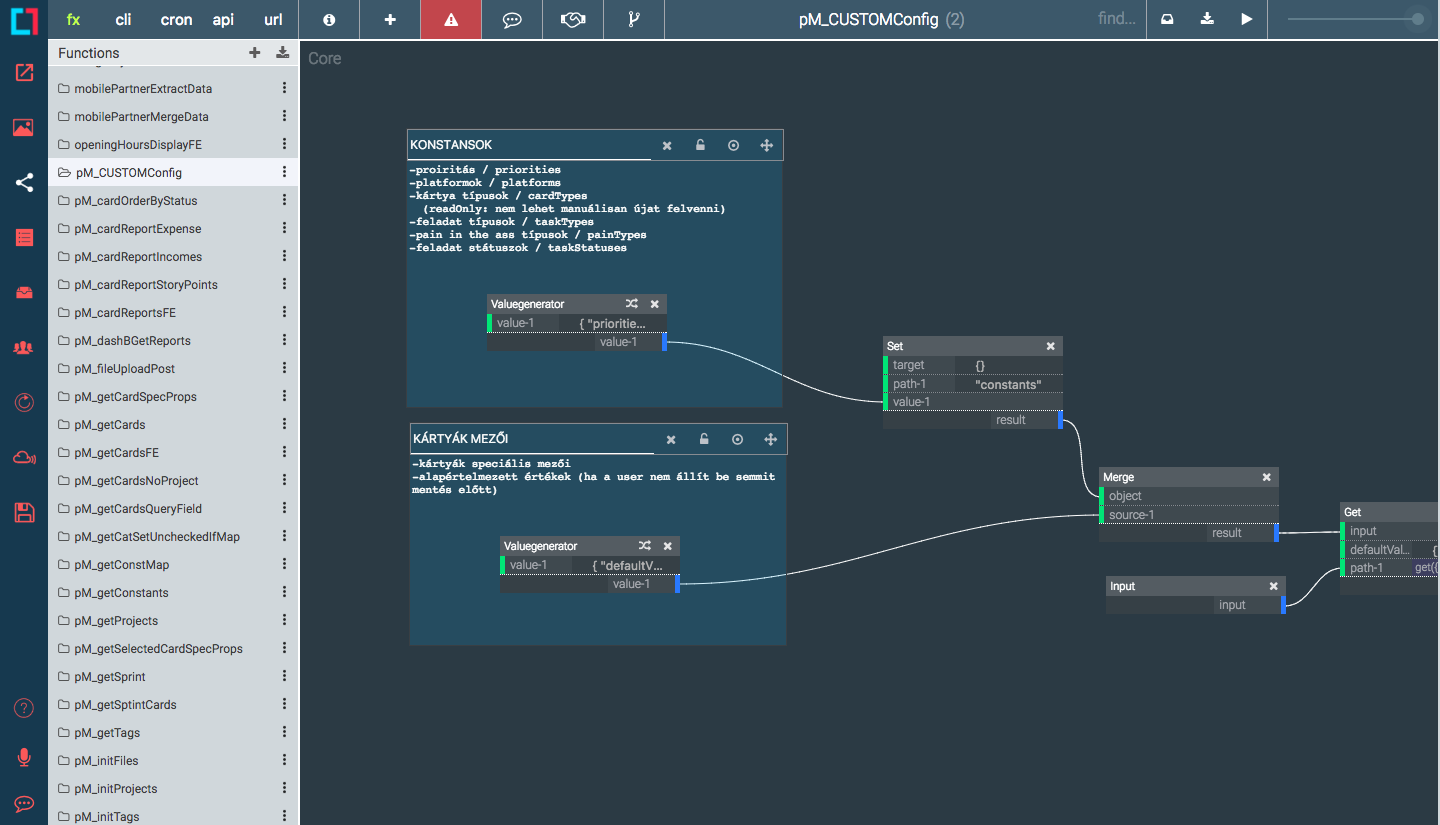 fx cli cron api url pM_CUSTOMConfig (2) find...
Functions
mobilePartnerExtractData
mobilePartnerMergeData
openingHoursDisplayFE
pM_CUSTOMConfig
pM_cardOrderByStatus
pM_cardReportExpense
pM_cardReportIncomes
pM_cardReportStoryPoints
pM_cardReportsFE
pM_dashBGetReports
pM_fileUploadPost
pM_getCardSpecProps
pM_getCards
pM_getCardsFE
pM_getCardsNoProject
pM_getCardsQueryField
pM_getCatSetUncheckedIfMap
pM_getConstMap
pM_getConstants
pM_getProjects
pM_getSelectedCardSpecProps
pM_getSprint
pM_getSptintCards
pM_getTags
pM_initFiles
pM_initProjects
pM_initTags
Core
KONSTANSOK
-proiritás / priorities
-platformok / platforms
-kártya típusok / cardTypes
(readOnly: nem lehet manuálisan újat felvenni)
-feladat típusok / taskTypes
-pain in the ass típusok / painTypes
-feladat státuszok / taskStatuses
Valuegenerator
value-1 { "prioritie...
value-1
KÁRTYÁK MEZŐI
-kártyák speciális mezői
-alapértelmezett értékek (ha a user nem állít be semmit
mentés előtt)
Valuegenerator
value-1 { "defaultV...
value-1
Set
target {}
path-1 "constants"
value-1
result
Merge
object
source-1
result
Input
input
Get
input
defaultVal... {
path-1 get({